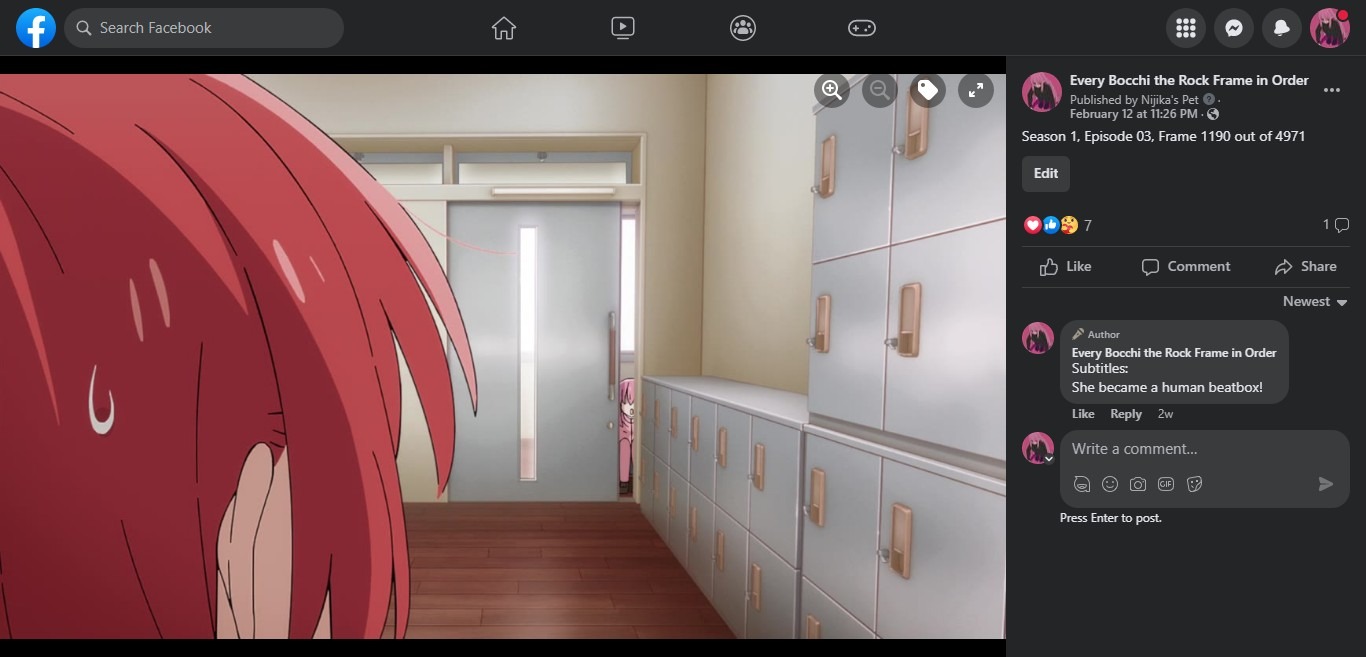 Search Facebook
Every Bocchi the Rock Frame in Order
Published by Nijika's Pet ·
February 12 at 11:26 PM ·
Season 1, Episode 03, Frame 1190 out of 4971
Edit
7
1
Like
Comment
Share
Newest
Author
Every Bocchi the Rock Frame in Order
Subtitles:
She became a human beatbox!
Like
Reply
2w
Write a comment...
GIF
Press Enter to post.